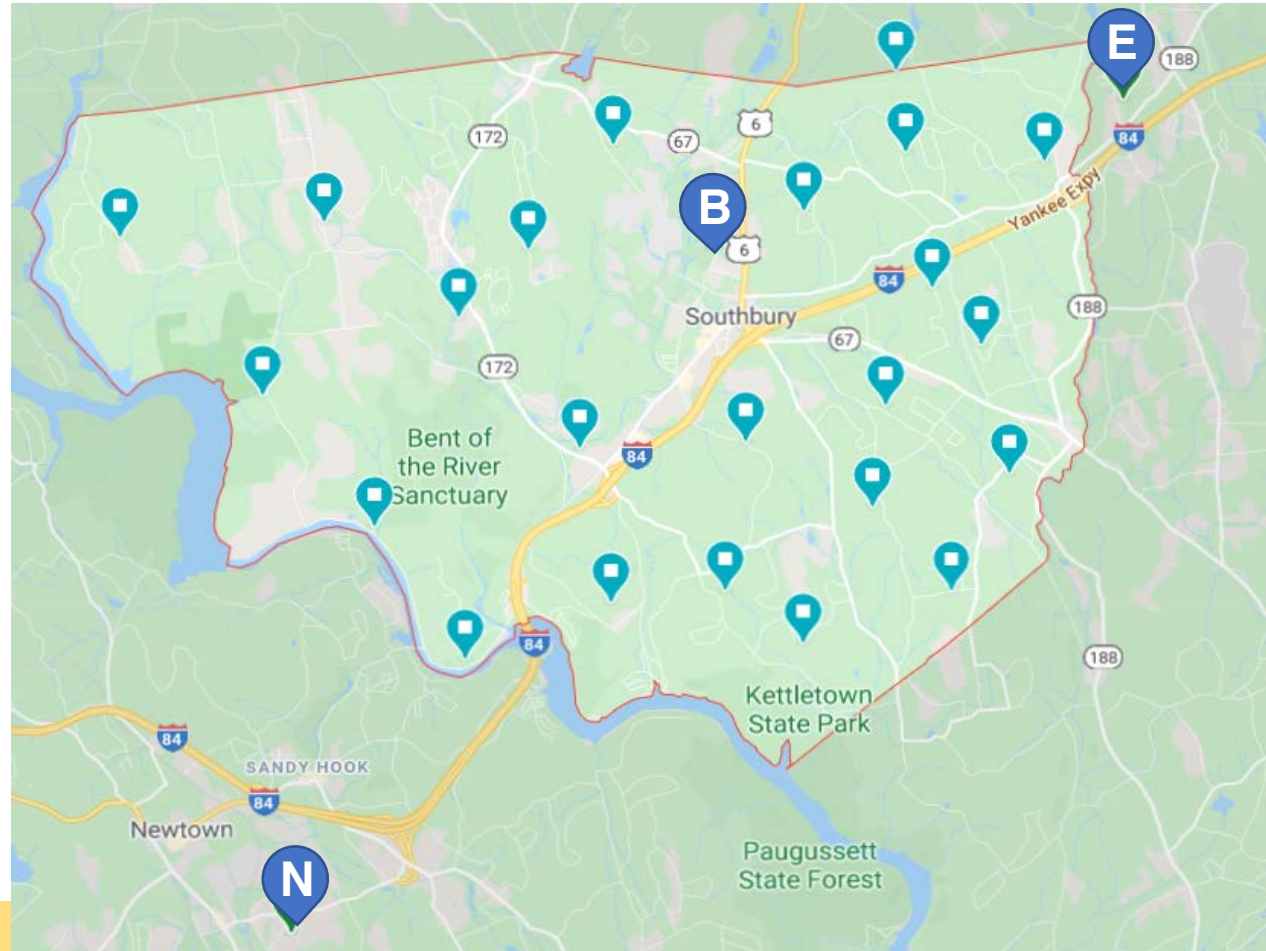 E
188
6
84
172
67
Yankee Expy
B
6
84
188
Southbury
67
172
Bent of
the River
Sanctuary
84
84
188
Kettletown
State Park
84
SANDY HOOK
84
Newtown
Paugussett
State Forest
N